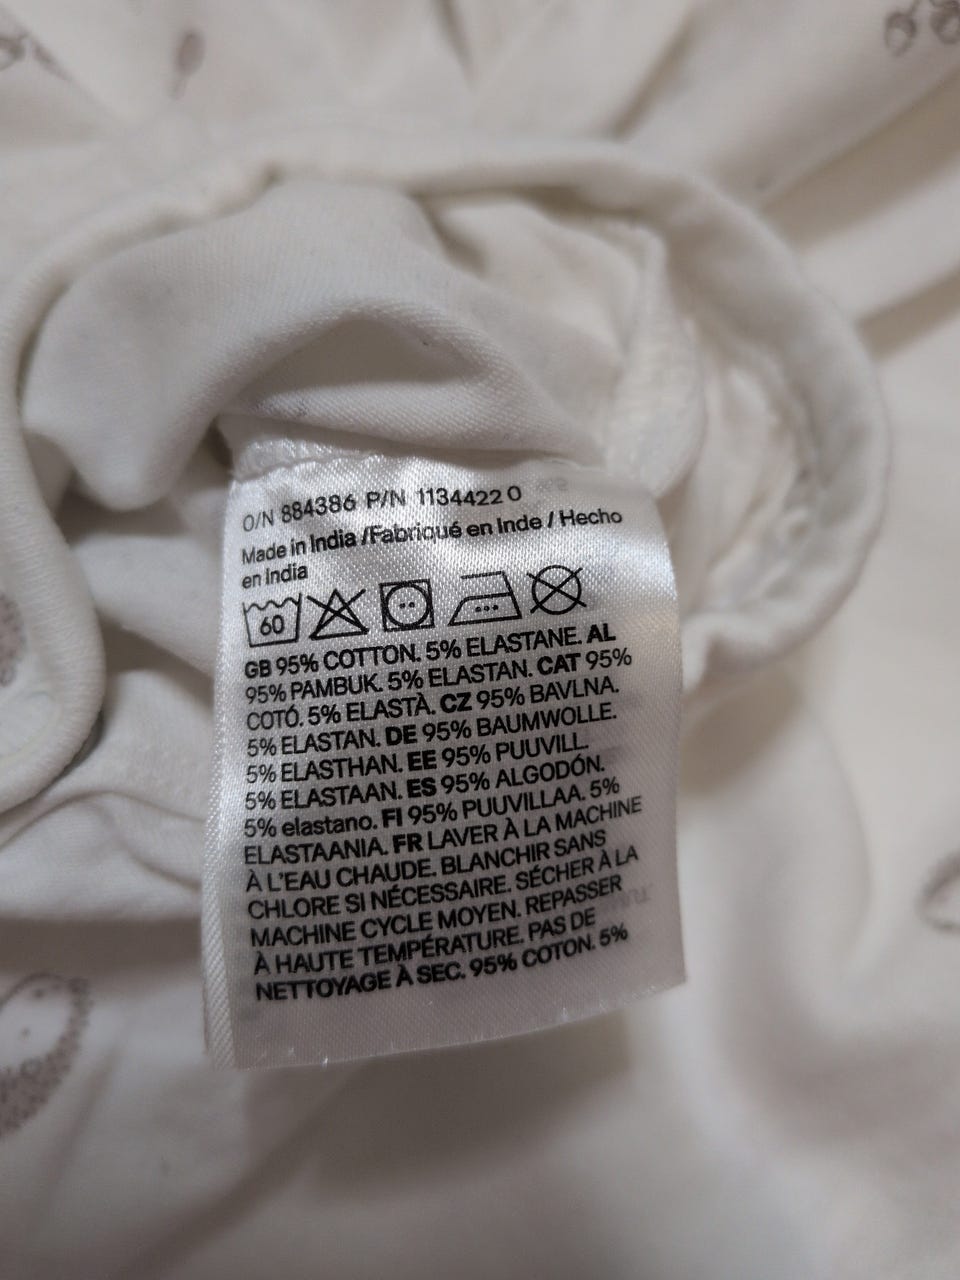 O/N 884386 P/N 1134422 O
Made in India / Fabriqué en Inde / Hecho
en India
60
GB 95% COTTON. 5% ELASTANE. AL
95% PAMBUK. 5% ELASTAN. CAT 95%
COTÓ. 5% ELASTÀ. CZ 95% BAVLNA.
5% ELASTAN. DE 95% BAUMWOLLE.
5% ELASTHAN. EE 95% PUUVILL.
5% ELASTAAN. ES 95% ALGODÓN.
5% elastano. FI 95% PUUVILLAA. 5%
ELASTAANIA. FR LAVER À LA MACHINE
À L'EAU CHAUDE. BLANCHIR SANS
CHLORE SI NÉCESSAIRE. SÉCHER À LA
MACHINE CYCLE MOYEN. REPASSER
À HAUTE TEMPÉRATURE. PAS DE
NETTOYAGE À SEC. 95% COTON. 5%